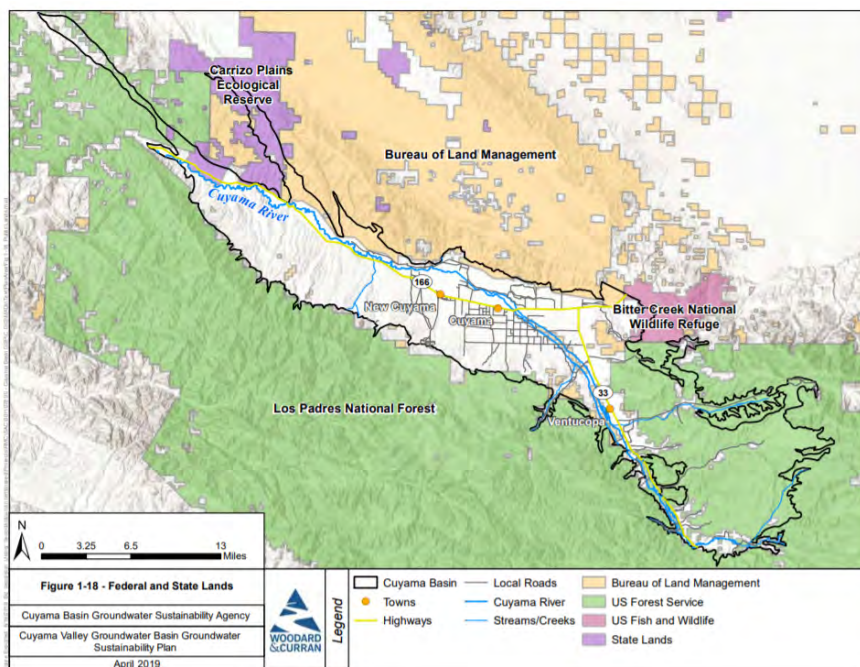 Carrizo Plains
Ecological
Reserve
Bureau of Land Management
Cuyama River
166
New Cuyama
Cuyama
Bitter Creek National
Wildlife Refuge
33
Los Padres National Forest
Ventucopa
N
0 3.25 6.5 13
Miles
Figure 1-18 - Federal and State Lands
Cuyama Basin Groundwater Sustainability Agency
Cuyama Valley Groundwater Basin Groundwater
Sustainability Plan
April 2019
WOODARD
&CURRAN
Legend
Cuyama Basin
Towns
Highways
Local Roads
Cuyama River
Streams/Creeks
Bureau of Land Management
US Forest Service
US Fish and Wildlife
State Lands